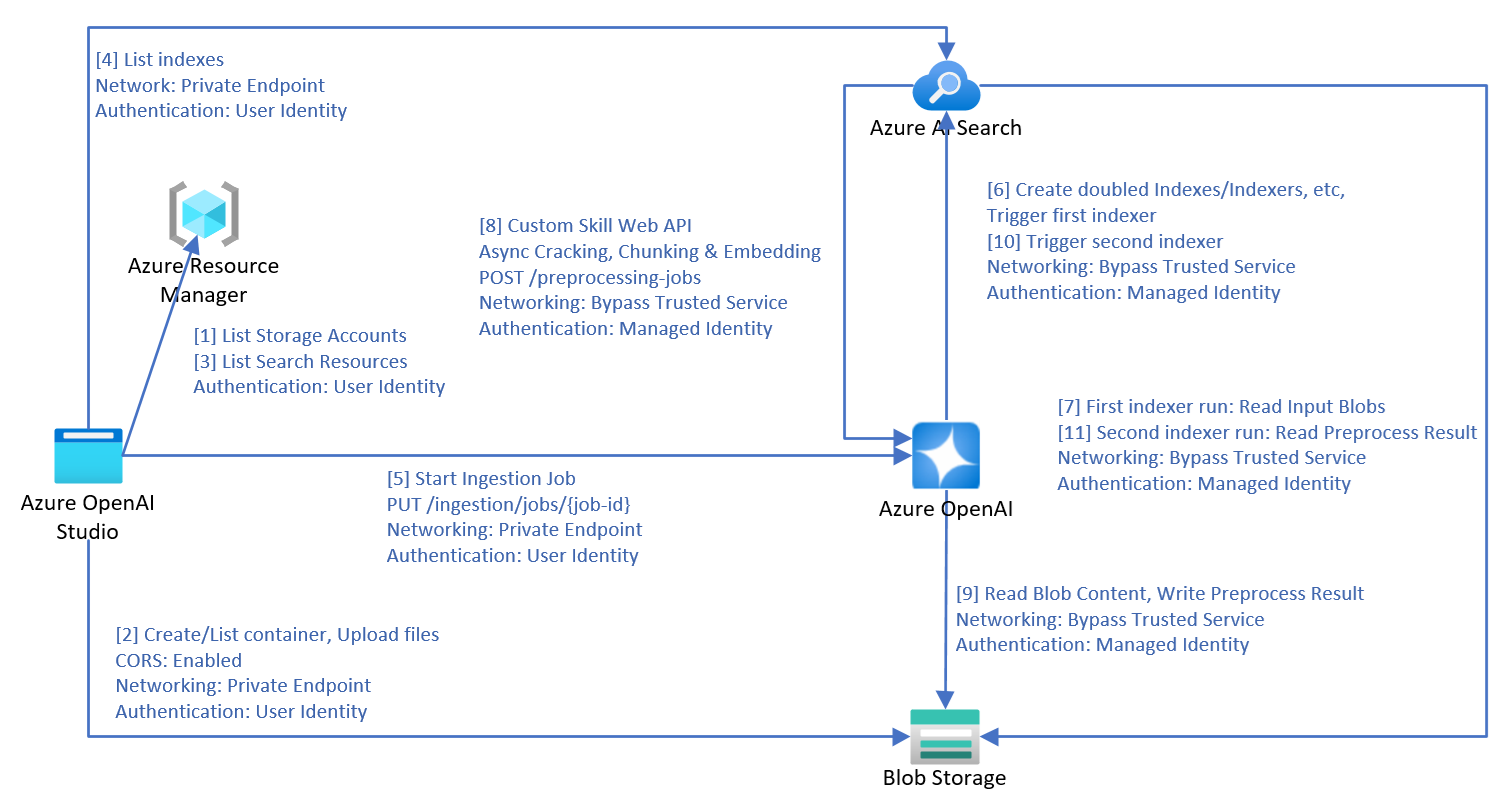 [4] List indexes
Network: Private Endpoint
Authentication: User Identity
Azure AI Search
[6] Create doubled Indexes/Indexers, etc,
Trigger first indexer
[10] Trigger second indexer
Networking: Bypass Trusted Service
Authentication: Managed Identity
[8] Custom Skill Web API
Async Cracking, Chunking & Embedding
POST /preprocessing-jobs
Networking: Bypass Trusted Service
Authentication: Managed Identity
Azure Resource
Manager
[1] List Storage Accounts
[3] List Search Resources
Authentication: User Identity
[7] First indexer run: Read Input Blobs
[11] Second indexer run: Read Preprocess Result
Networking: Bypass Trusted Service
Authentication: Managed Identity
Azure OpenAI
Studio
[5] Start Ingestion Job
PUT /ingestion/jobs/{job-id}
Networking: Private Endpoint
Authentication: User Identity
Azure OpenAI
[9] Read Blob Content, Write Preprocess Result
Networking: Bypass Trusted Service
Authentication: Managed Identity
[2] Create/List container, Upload files
CORS: Enabled
Networking: Private Endpoint
Authentication: User Identity
Blob Storage